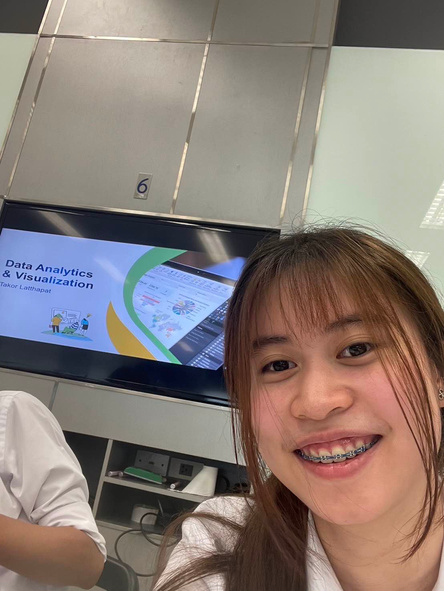 6
Data Analytics
& Visualization
Takor Latthapat